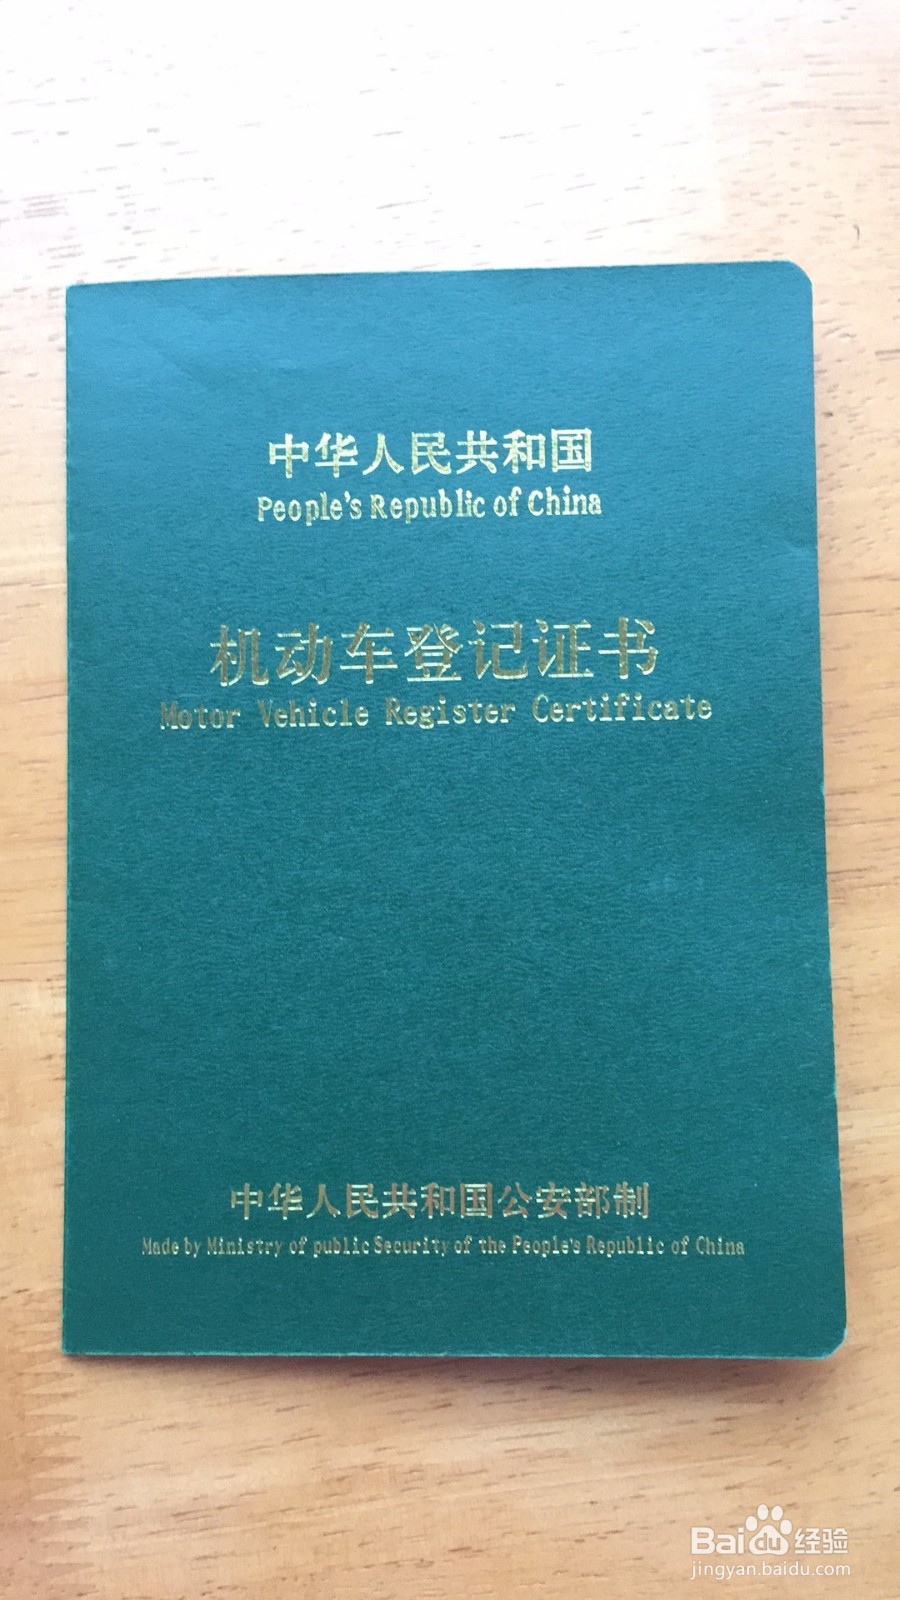 中华人民共和国
People's Republic of China
机动车登记证书
Motor Vehicle Register Certificate
中华人民共和国公安部制
Made by Ministry of public Security of the People's Republic of China
Bai du 经验
jingyan.baidu.com